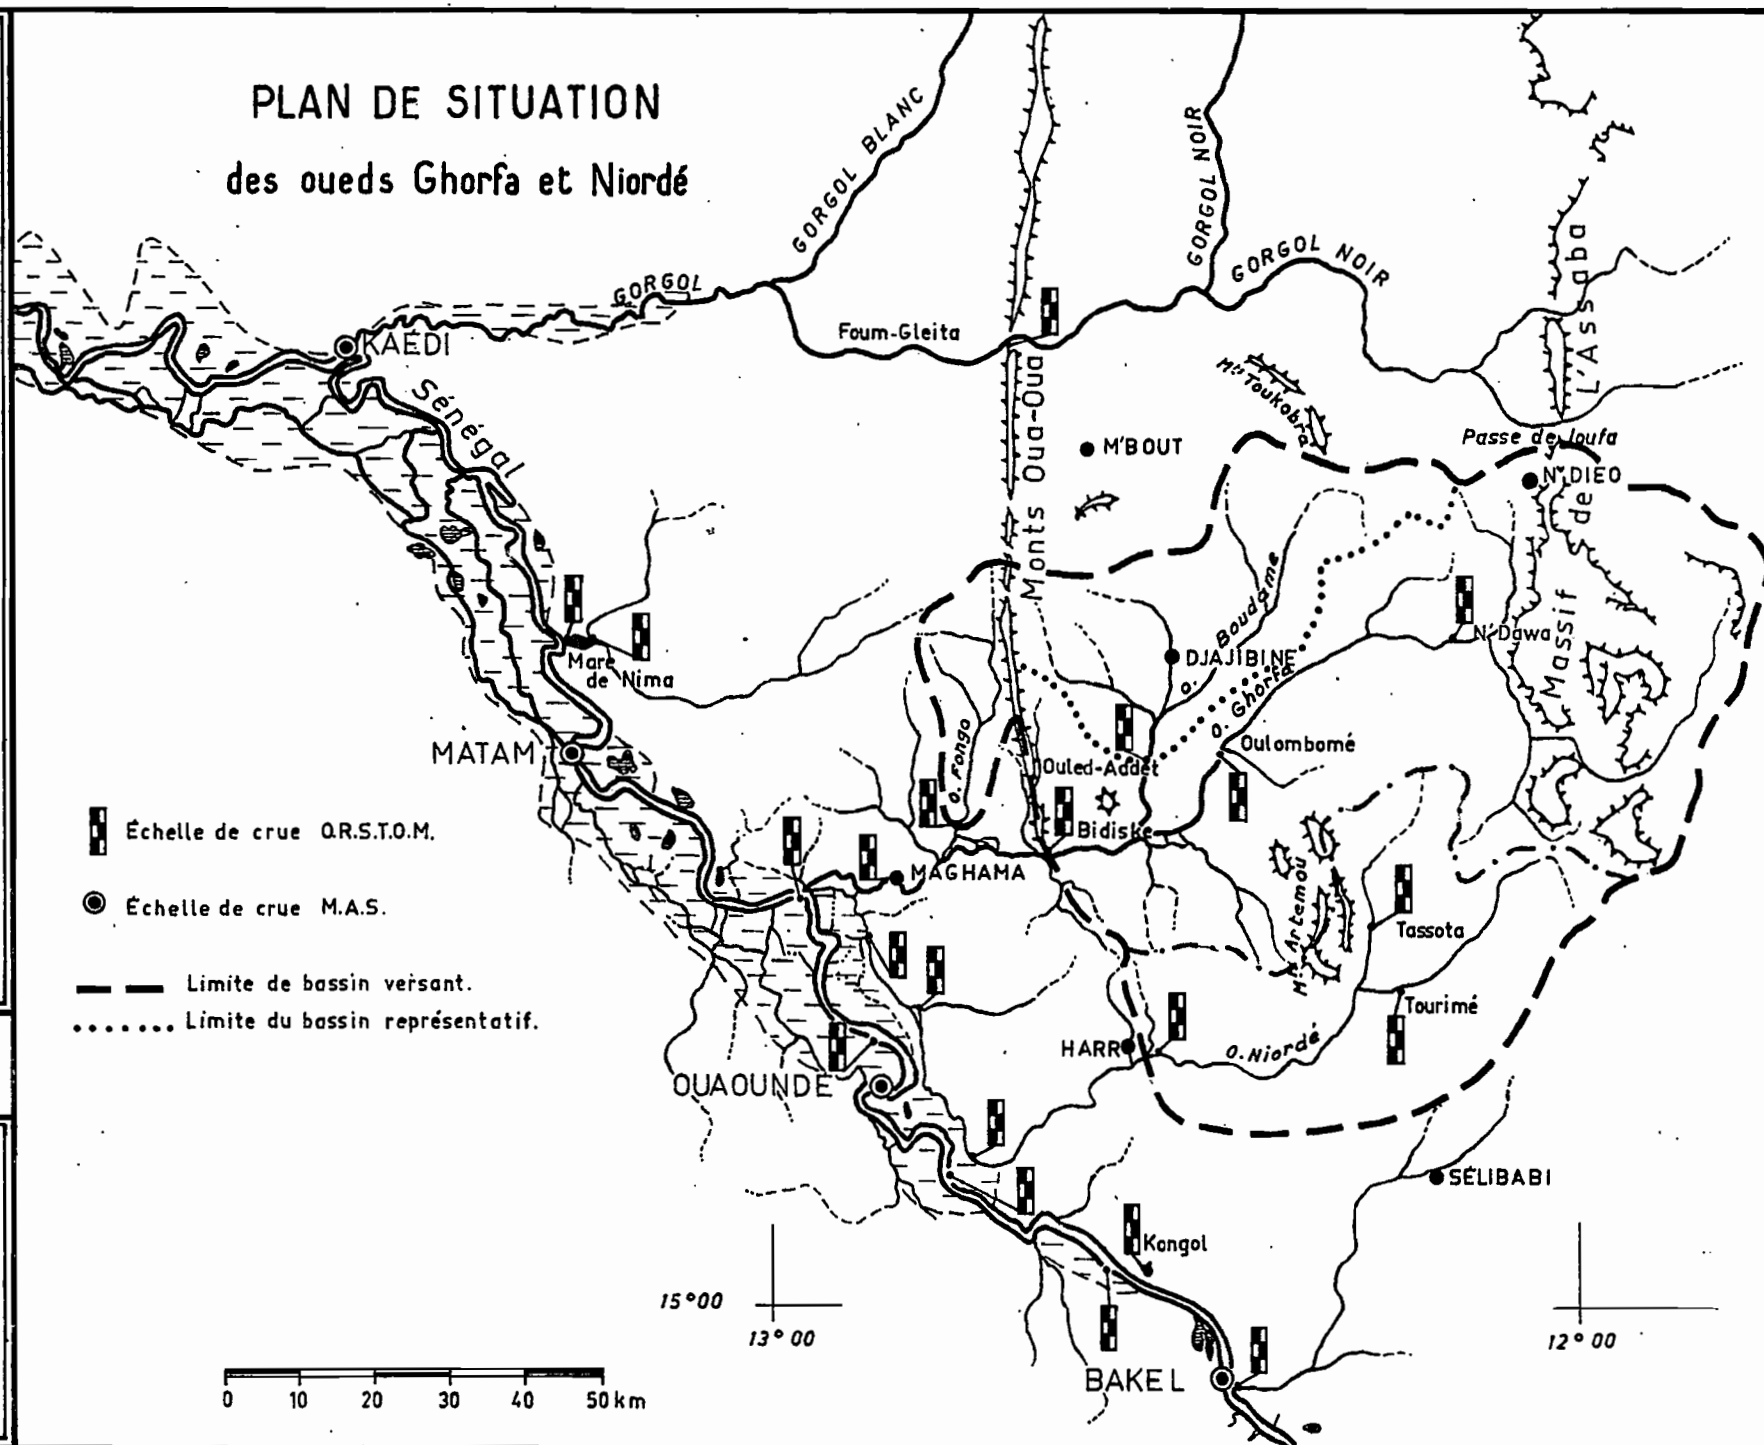 PLAN DE SITUATION
des oueds Ghorfa et Niordé
GORGOL BLANC
GORGOL NOIR
GORGOL NOIR
GORGOL
Foum-Gleita
KAÉDI
Sénégal
Monts Oua-Oua
M'BOUT
Mts Toukobra
L'Assaba
Passe de Joufa
N'DIEO
Massif de
N'Dawa
O. Boudame
DJAJIBINE
O. Ghorfa
Oulombomé
Mare
de Nima
MATAM
O. Fongo
Ouled-Addet
Bidiske
MAGHAMA
Mts Artemou
Tassota
Tourimé
HARR
O. Niordé
OUAOUNDE
SÉLIBABI
Kongol
BAKEL
Échelle de crue O.R.S.T.O.M.
Échelle de crue M.A.S.
Limite de bassin versant.
Limite du bassin représentatif.
15°00
13°00
12°00
0 10 20 30 40 50 km